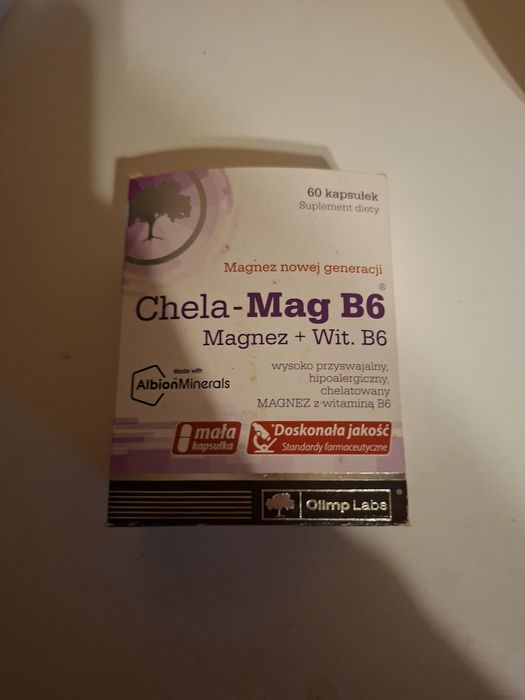 60 kapsułek
Suplement diety
Magnez nowej generacji
Chela-Mag B6®
Magnez + Wit. B6
Made with
AlbionMinerals
wysoko przyswajalny,
hipoalergiczny,
chelatowany
MAGNEZ z witaminą B6
mała
kapsułka
*Doskonała jakość
Standardy farmaceutyczne
Olimp Labs®